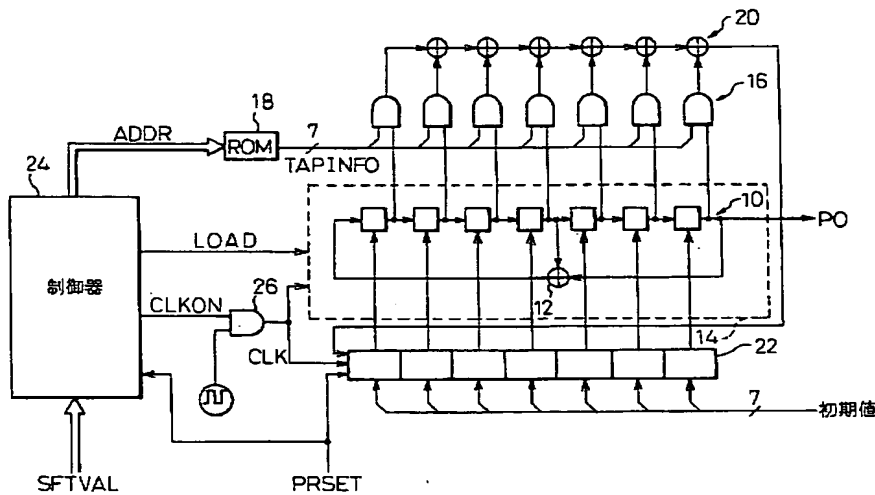 20
16
18
ADDR
ROM
7
TAPINFO
24
10
PO
LOAD
制御器
CLKON
26
12
14
CLK
22
7
初期値
SFTVAL
PRSET